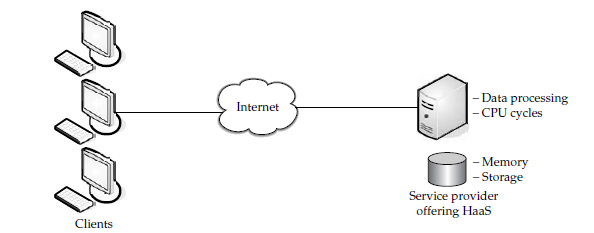 Internet
– Data processing
– CPU cycles
– Memory
– Storage
Service provider
offering HaaS
Clients